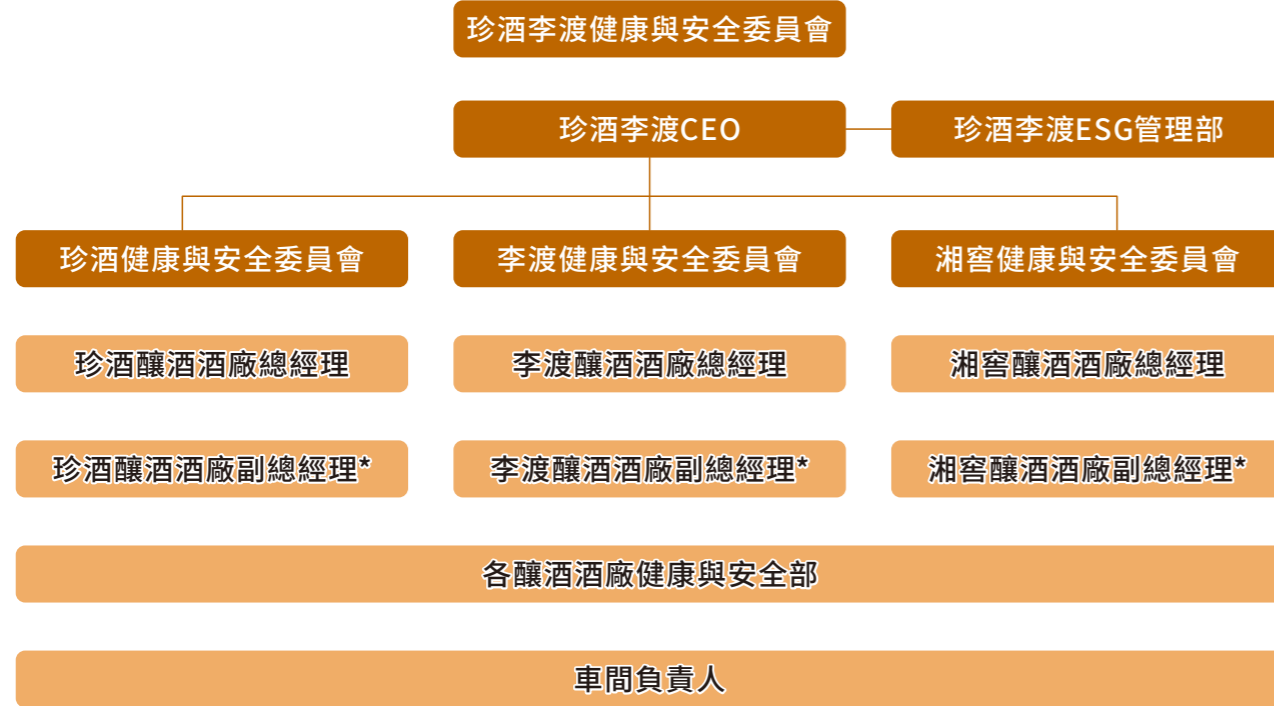 珍酒李渡健康與安全委員會
珍酒李渡CEO
珍酒李渡ESG管理部
珍酒健康與安全委員會
李渡健康與安全委員會
湘窖健康與安全委員會
珍酒釀酒酒廠總經理
李渡釀酒酒廠總經理
湘窖釀酒酒廠總經理
珍酒釀酒酒廠副總經理*
李渡釀酒酒廠副總經理*
湘窖釀酒酒廠副總經理*
各釀酒酒廠健康與安全部
車間負責人